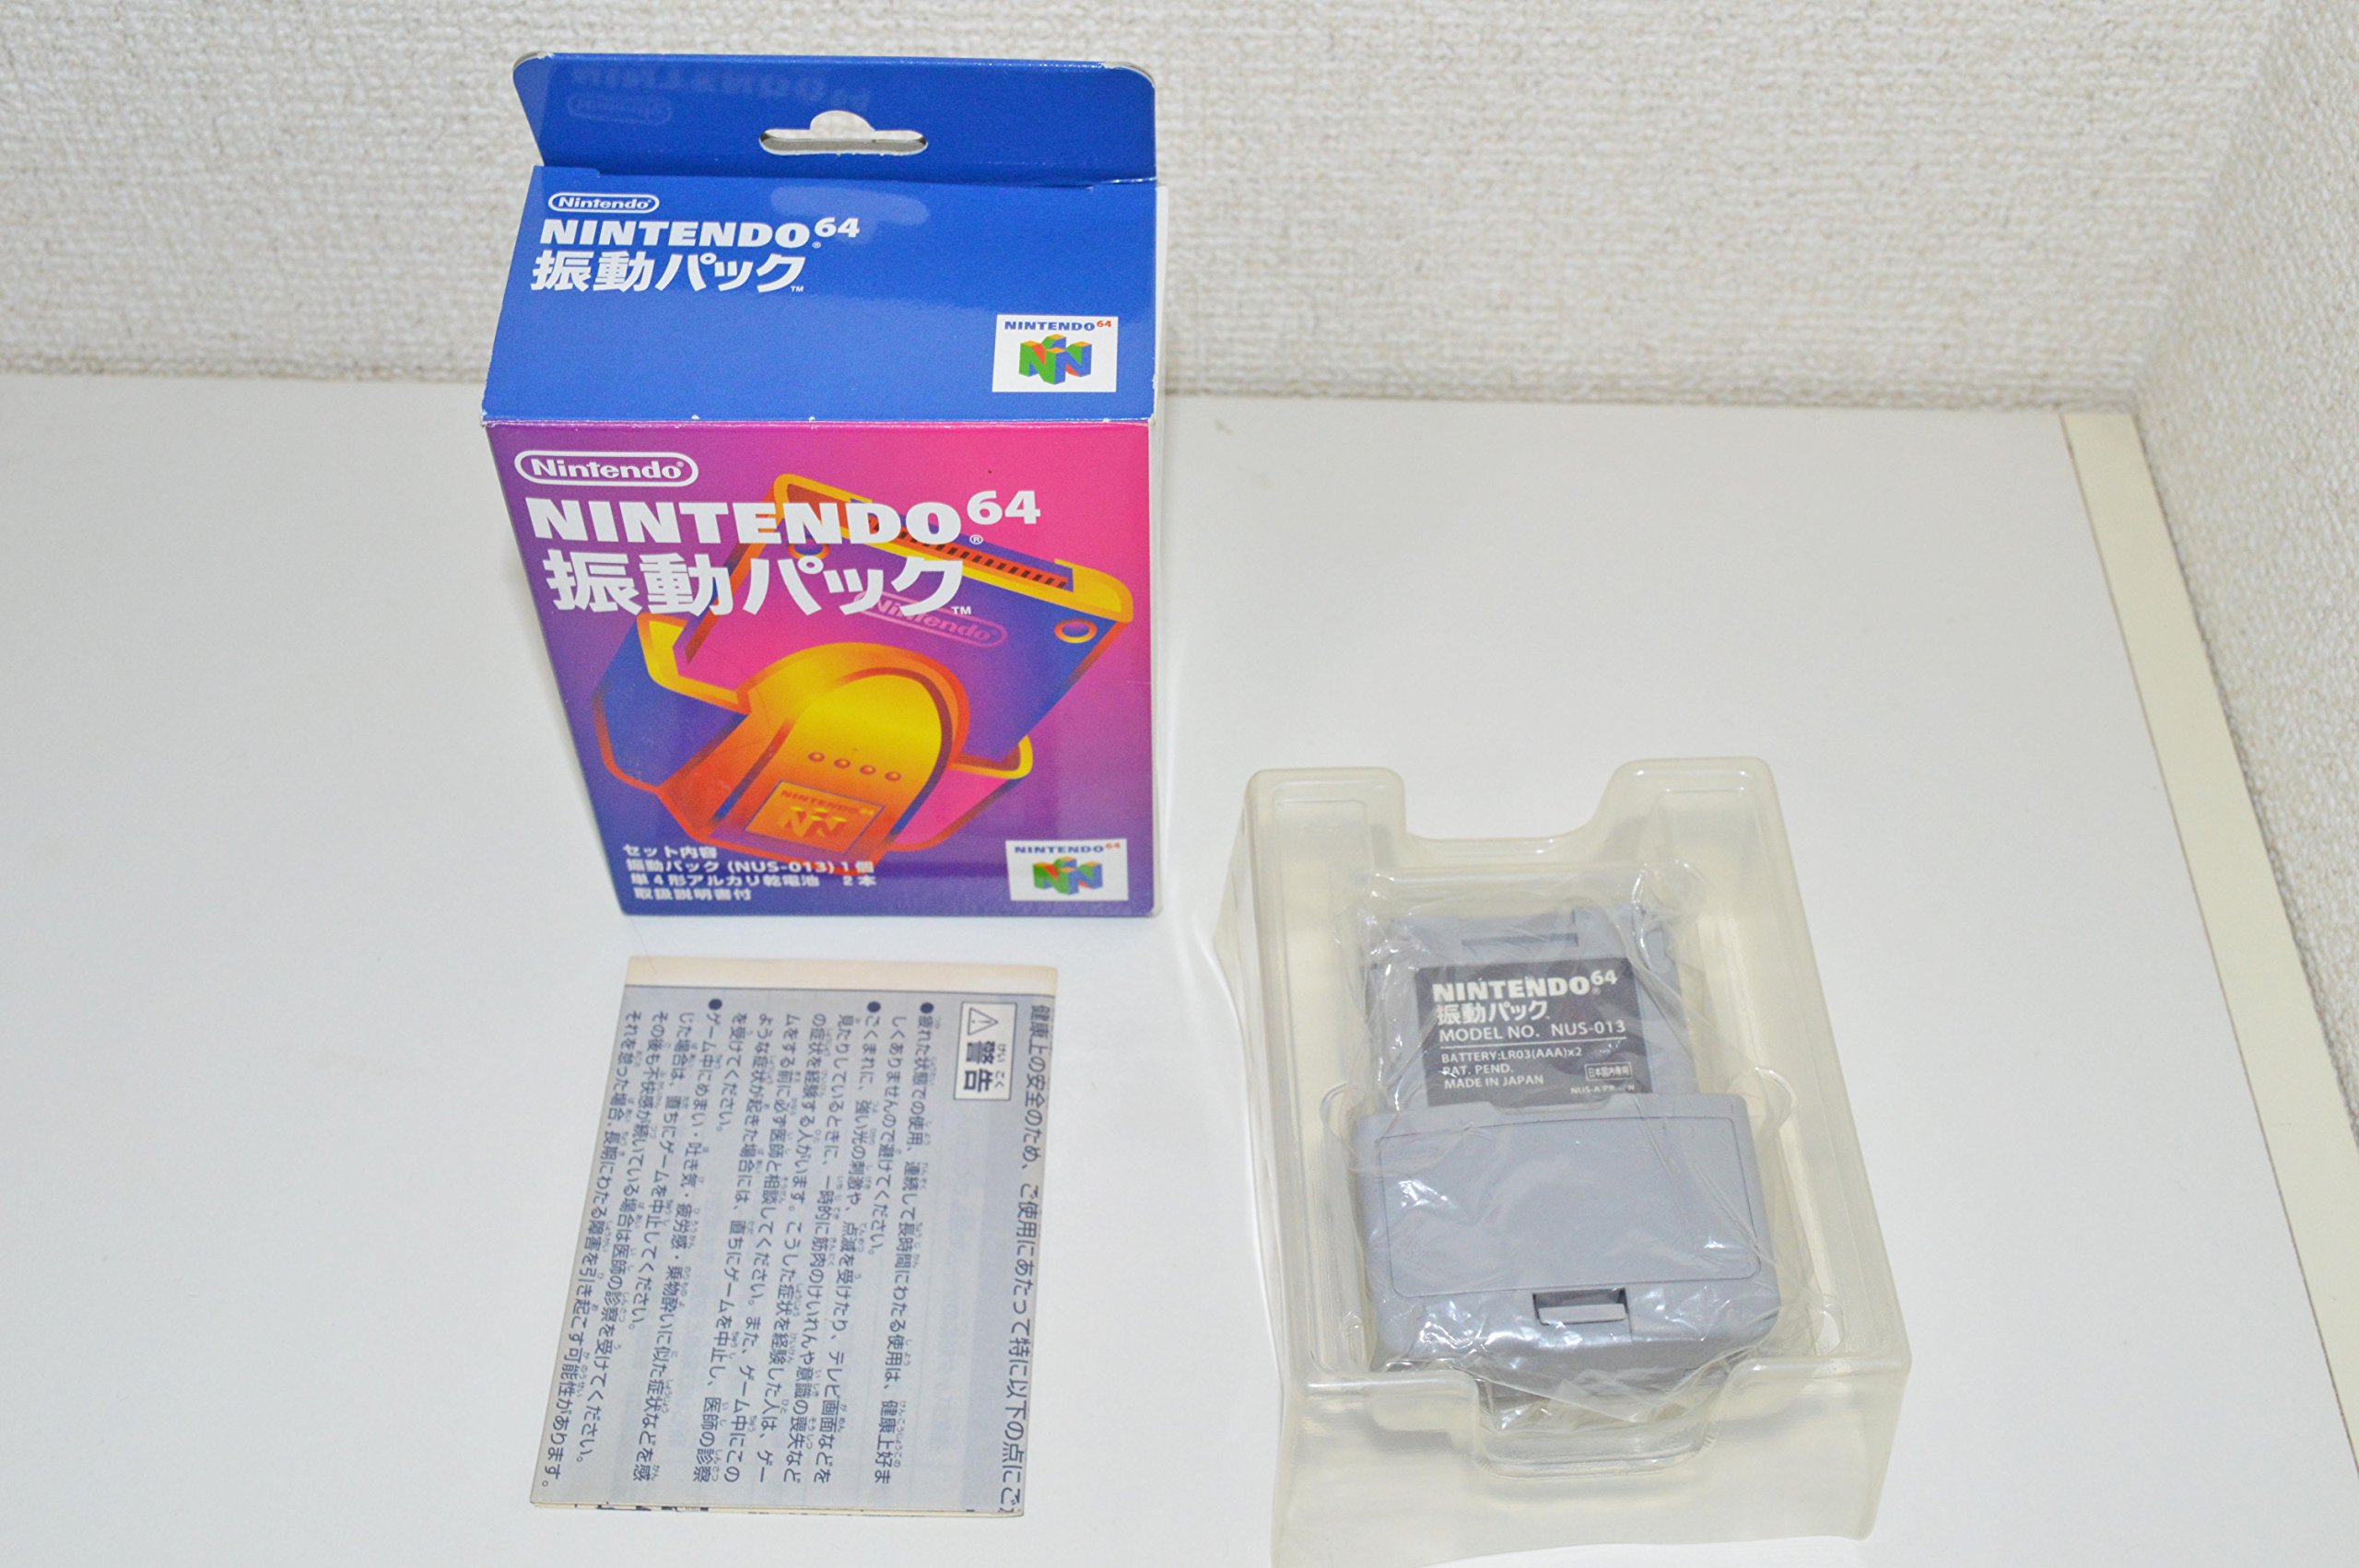 Nintendo
NINTENDO64®
振動パック™
NINTENDO64
Nintendo®
NINTENDO64®
振動パック™
Nintendo
NINTENDO64
セット内容
振動パック(NUS-013)1個
単4形アルカリ乾電池 2本
取扱説明書付
NINTENDO64
健康上の安全のため、ご使用にあたって特に以下の点にご
警告
●疲れた状態での使用、連続して長時間にわたる使用は、健康上好ま
しくありませんので避けてください。
●ごくまれに、強い光の刺激や、点滅を受けたり、テレビ画面などを
見たりしているときに、一時的に筋肉のけいれんや意識の喪失など
の症状を経験する人がいます。こうした症状を経験した人は、ゲー
ムをする前に必ず医師と相談してください。また、ゲーム中にこの
ような症状が起きた場合には、直ちにゲームを中止し、医師の診察
を受けてください。
●ゲーム中にめまい・吐き気・疲労感・乗物酔いに似た症状などを感
じた場合は、直ちにゲームを中止してください。
その後も不快感が続いている場合は医師の診察を受けてください。
それを怠った場合、長期にわたる障害を引き起こす可能性があります。
NINTENDO64®
振動パック
MODEL NO. NUS-013
BATTERY:LR03(AAA)x2
PAT. PEND.
MADE IN JAPAN
日本国内専用